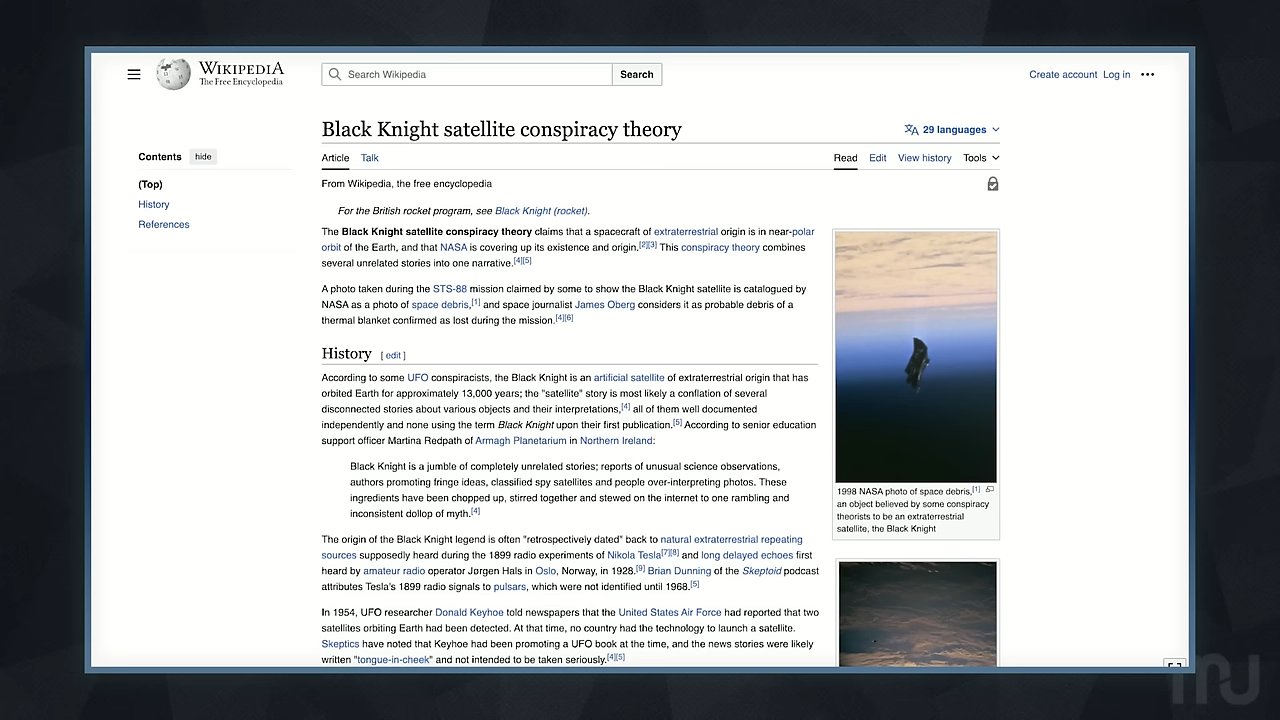 WIKIPEDIA
The Free Encyclopedia
Search Wikipedia
Search
Create account Log in
Black Knight satellite conspiracy theory
29 languages
Contents hide
(Top)
History
References
Article Talk
Read Edit View history Tools
From Wikipedia, the free encyclopedia
For the British rocket program, see Black Knight (rocket).
The Black Knight satellite conspiracy theory claims that a spacecraft of extraterrestrial origin is in near-polar
orbit of the Earth, and that NASA is covering up its existence and origin.[2][3] This conspiracy theory combines
several unrelated stories into one narrative.[4][5]
A photo taken during the STS-88 mission claimed by some to show the Black Knight satellite is catalogued by
NASA as a photo of space debris,[1] and space journalist James Oberg considers it as probable debris of a
thermal blanket confirmed as lost during the mission.[4][6]
History [ edit ]
According to some UFO conspiracists, the Black Knight is an artificial satellite of extraterrestrial origin that has
orbited Earth for approximately 13,000 years; the "satellite" story is most likely a conflation of several
disconnected stories about various objects and their interpretations,[4] all of them well documented
independently and none using the term Black Knight upon their first publication.[5] According to senior education
support officer Martina Redpath of Armagh Planetarium in Northern Ireland:
Black Knight is a jumble of completely unrelated stories; reports of unusual science observations,
authors promoting fringe ideas, classified spy satellites and people over-interpreting photos. These
ingredients have been chopped up, stirred together and stewed on the internet to one rambling and
inconsistent dollop of myth.[4]
The origin of the Black Knight legend is often "retrospectively dated" back to natural extraterrestrial repeating
sources supposedly heard during the 1899 radio experiments of Nikola Tesla[7][8] and long delayed echoes first
heard by amateur radio operator Jørgen Hals in Oslo, Norway, in 1928.[9] Brian Dunning of the Skeptoid podcast
attributes Tesla's 1899 radio signals to pulsars, which were not identified until 1968.[5]
In 1954, UFO researcher Donald Keyhoe told newspapers that the United States Air Force had reported that two
satellites orbiting Earth had been detected. At that time, no country had the technology to launch a satellite.
Skeptics have noted that Keyhoe had been promoting a UFO book at the time, and the news stories were likely
written "tongue-in-cheek" and not intended to be taken seriously.[4][5]
1998 NASA photo of space debris,[1]
an object believed by some conspiracy
theorists to be an extraterrestrial
satellite, the Black Knight